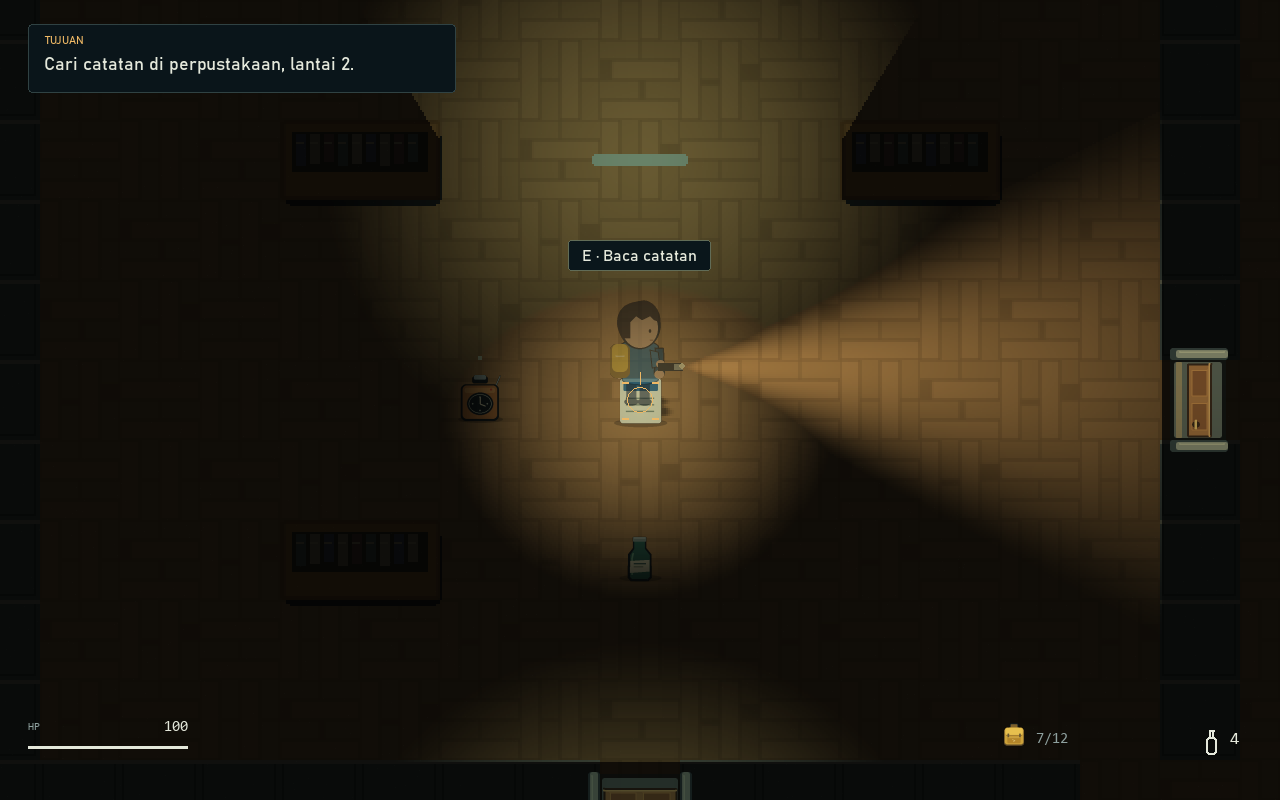 TUJUAN
Cari catatan di perpustakaan, lantai 2.
E · Baca catatan
HP 100
7/12
4